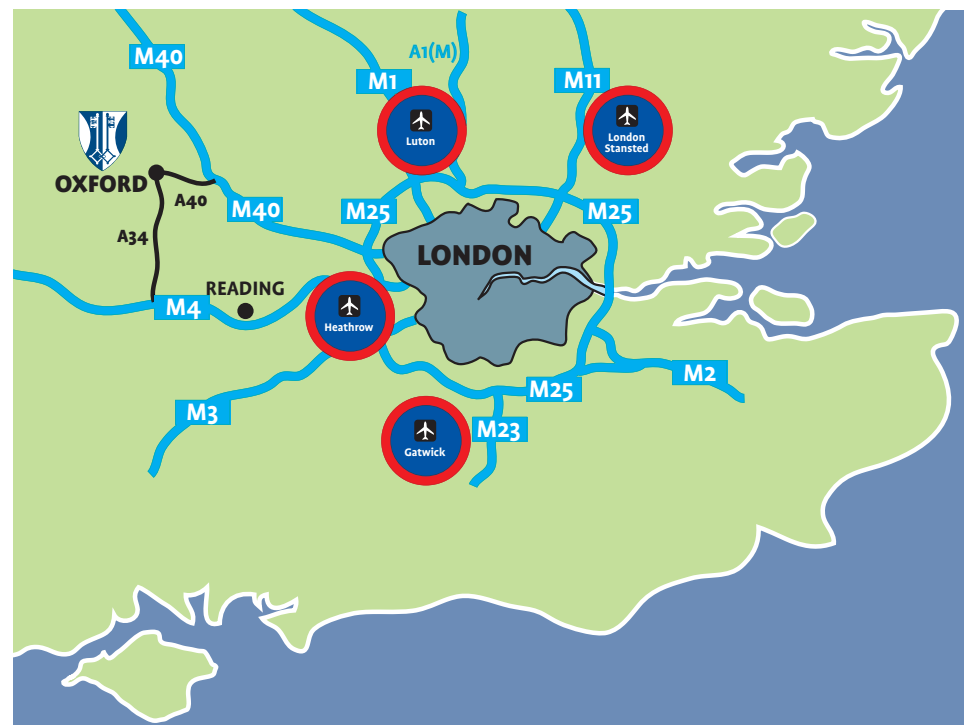 M40
A1(M)
M1
M11
Luton
London
Stansted
OXFORD
A40
M40
M25
M25
A34
LONDON
READING
M4
Heathrow
M2
M25
M3
M23
Gatwick